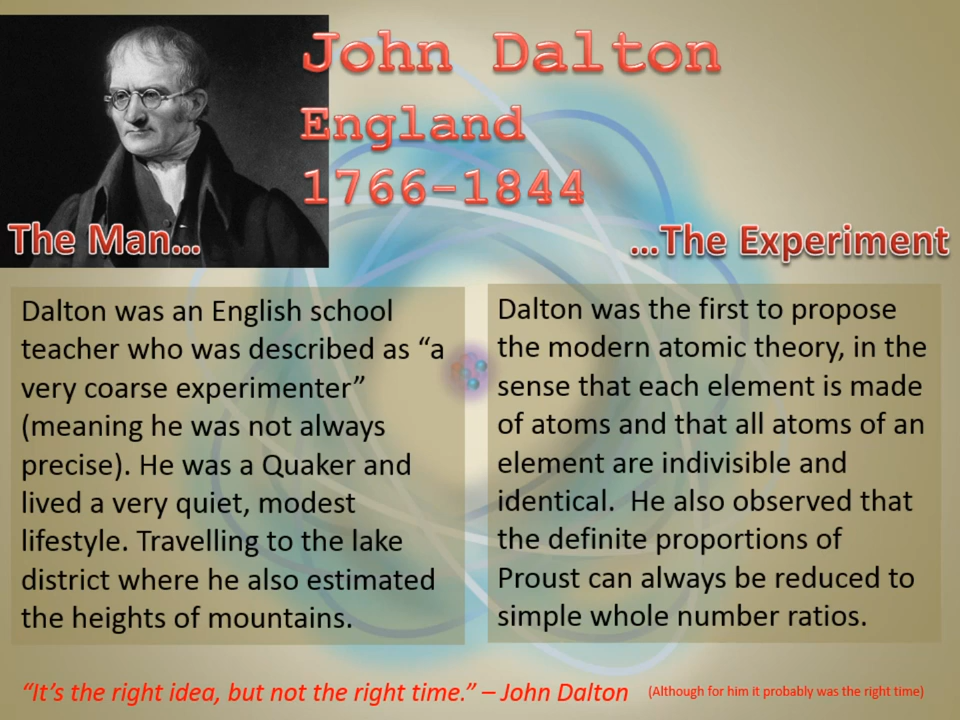 John Dalton
England
1766-1844
The Man...
...The Experiment
Dalton was an English school
teacher who was described as “a
very coarse experimenter”
(meaning he was not always
precise). He was a Quaker and
lived a very quiet, modest
lifestyle. Travelling to the lake
district where he also estimated
the heights of mountains.
Dalton was the first to propose
the modern atomic theory, in the
sense that each element is made
of atoms and that all atoms of an
element are indivisible and
identical.  He also observed that
the definite proportions of
Proust can always be reduced to
simple whole number ratios.
“It’s the right idea, but not the right time.” – John Dalton (Although for him it probably was the right time)